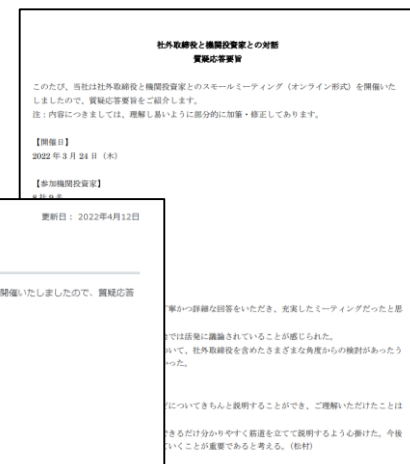 社外取締役と機関投資家との対話
質疑応答要旨
このたび、当社は社外取締役と機関投資家とのスモールミーティング（オンライン形式）を開催いた
しましたので、質疑応答要旨をご紹介します。
注：内容につきましては、理解し易いように部分的に加筆・修正してあります。
【開催日】
2022 年 3 月 24 日（木）
【参加機関投資家】
更新日： 2022年4月12日
開催いたしましたので、質疑応答
寧かつ詳細な回答をいただき、充実したミーティングだったと思
では活発に議論されていることが感じられた。
いて、社外取締役を含めたさまざまな角度からの検討があったう
かった。
についてきちんと説明することができ、ご理解いただけたことは
できるだけ分かりやすく筋道を立てて説明するよう心掛けた。今後
いくことが重要であると考える。（松村）